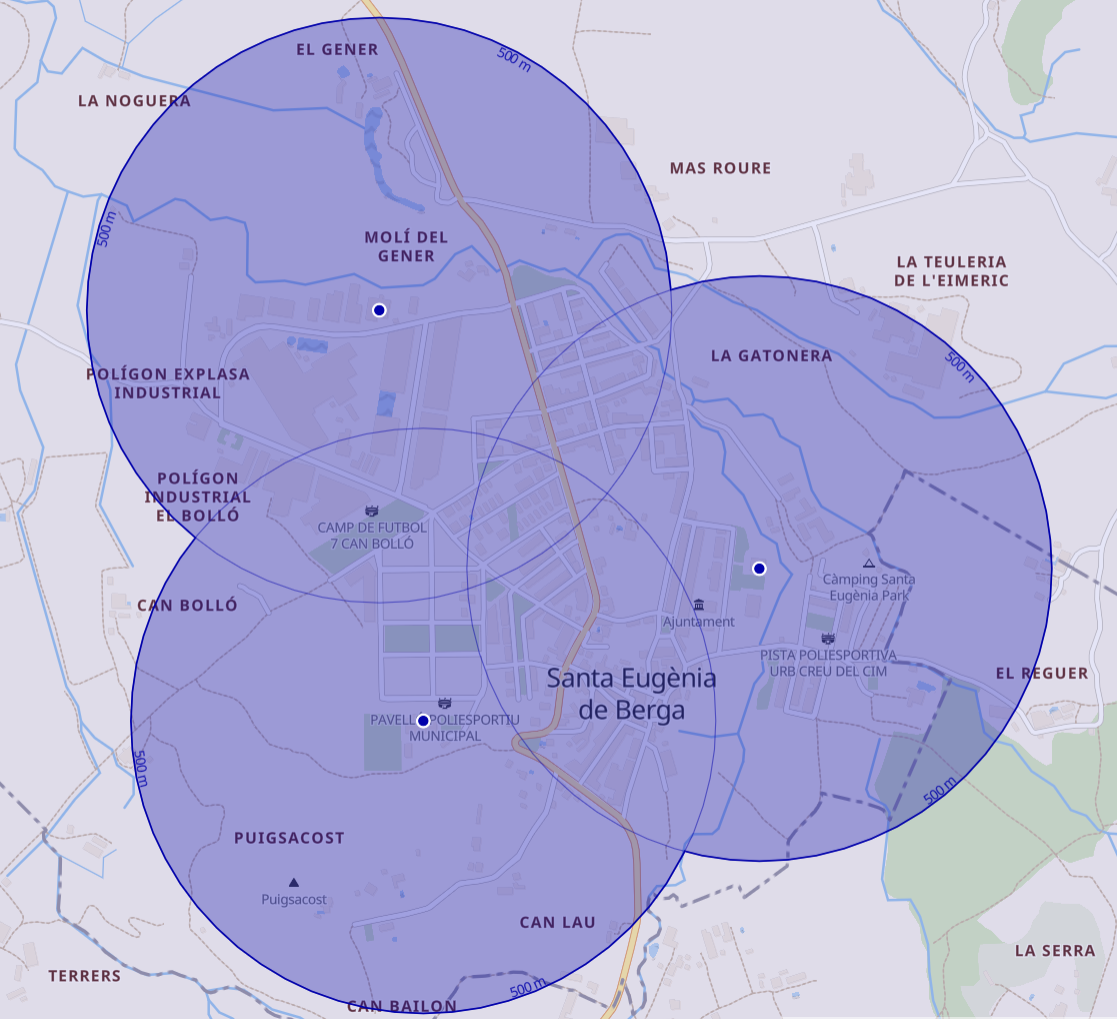 EL GENER
500 m
LA NOGUERA
MAS ROURE
500 m
MOLÍ DEL
GENER
LA TEULERIA
DE L'EIMERIC
LA GATONERA
500 m
POLÍGON EXPLASA
INDUSTRIAL
POLÍGON
INDUSTRIAL
EL BOLLÓ
CAMP DE FUTBOL
7 CAN BOLLÓ
Càmping Santa
Eugènia Park
CAN BOLLÓ
Ajuntament
PISTA POLIESPORTIVA
URB CREU DEL CIM
EL REGUER
Santa Eugènia
de Berga
PAVELL POLIESPORTIU
MUNICIPAL
500 m
500 m
PUIGSACOST
Puigsacost
CAN LAU
LA SERRA
TERRERS
500 m
CAN BAILON